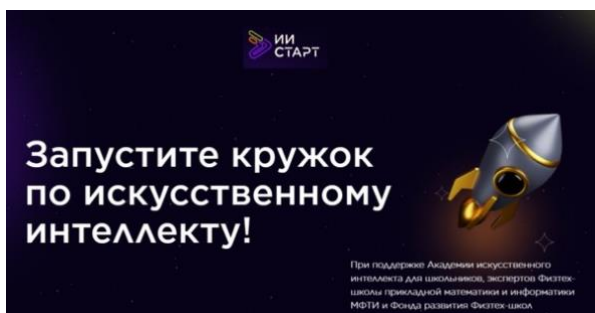 ИИ
СТАРТ
Запустите кружок
по искусственному
интеллекту!
При поддержке Академии искусственного
интеллекта для школьников, экспертов Физтех-
школы прикладной математики и информатики
МФТИ и Фонда развития Физтех-школ